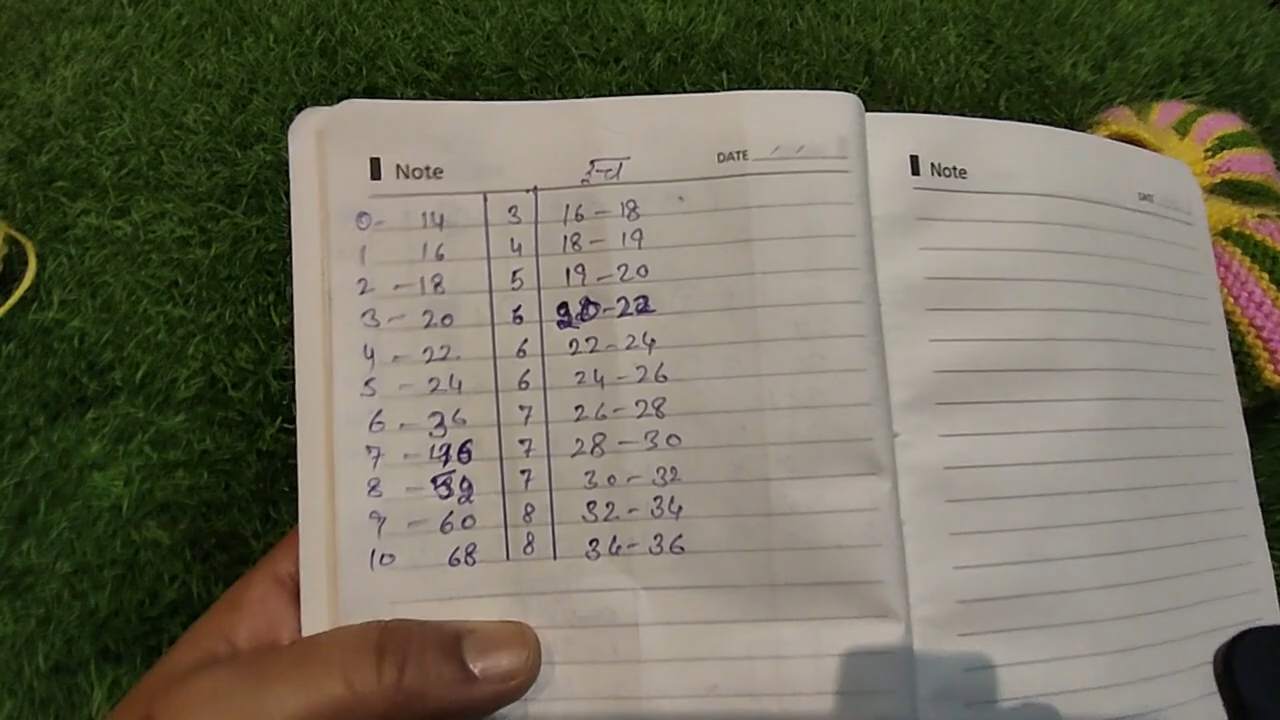 Note
DATE
0- 14 3 16-18
1 16 4 18-19
2 -18 5 19-20
3- 20 20-22
4- 22 6 22-24
5 - 24 6 24-26
6 - 36 7 26-28
7 - 7 28-30
8 - 52 7 30-32
9 - 60 8 32-34
10 68 8 34-36
Note
DATE